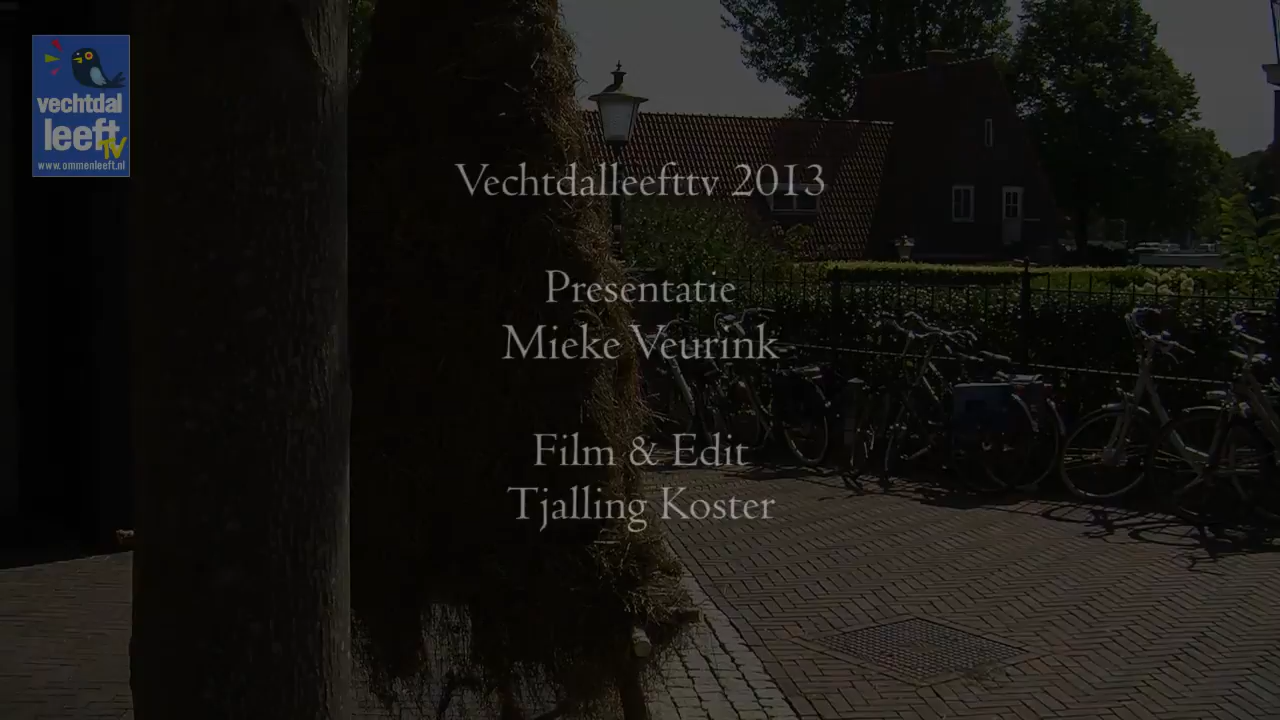 vechtdal
leeft
TV
www.ommenleeft.nl
Vechtdalleefttv 2013
Presentatie
Mieke Veurink
Film & Edit
Tjalling Koster